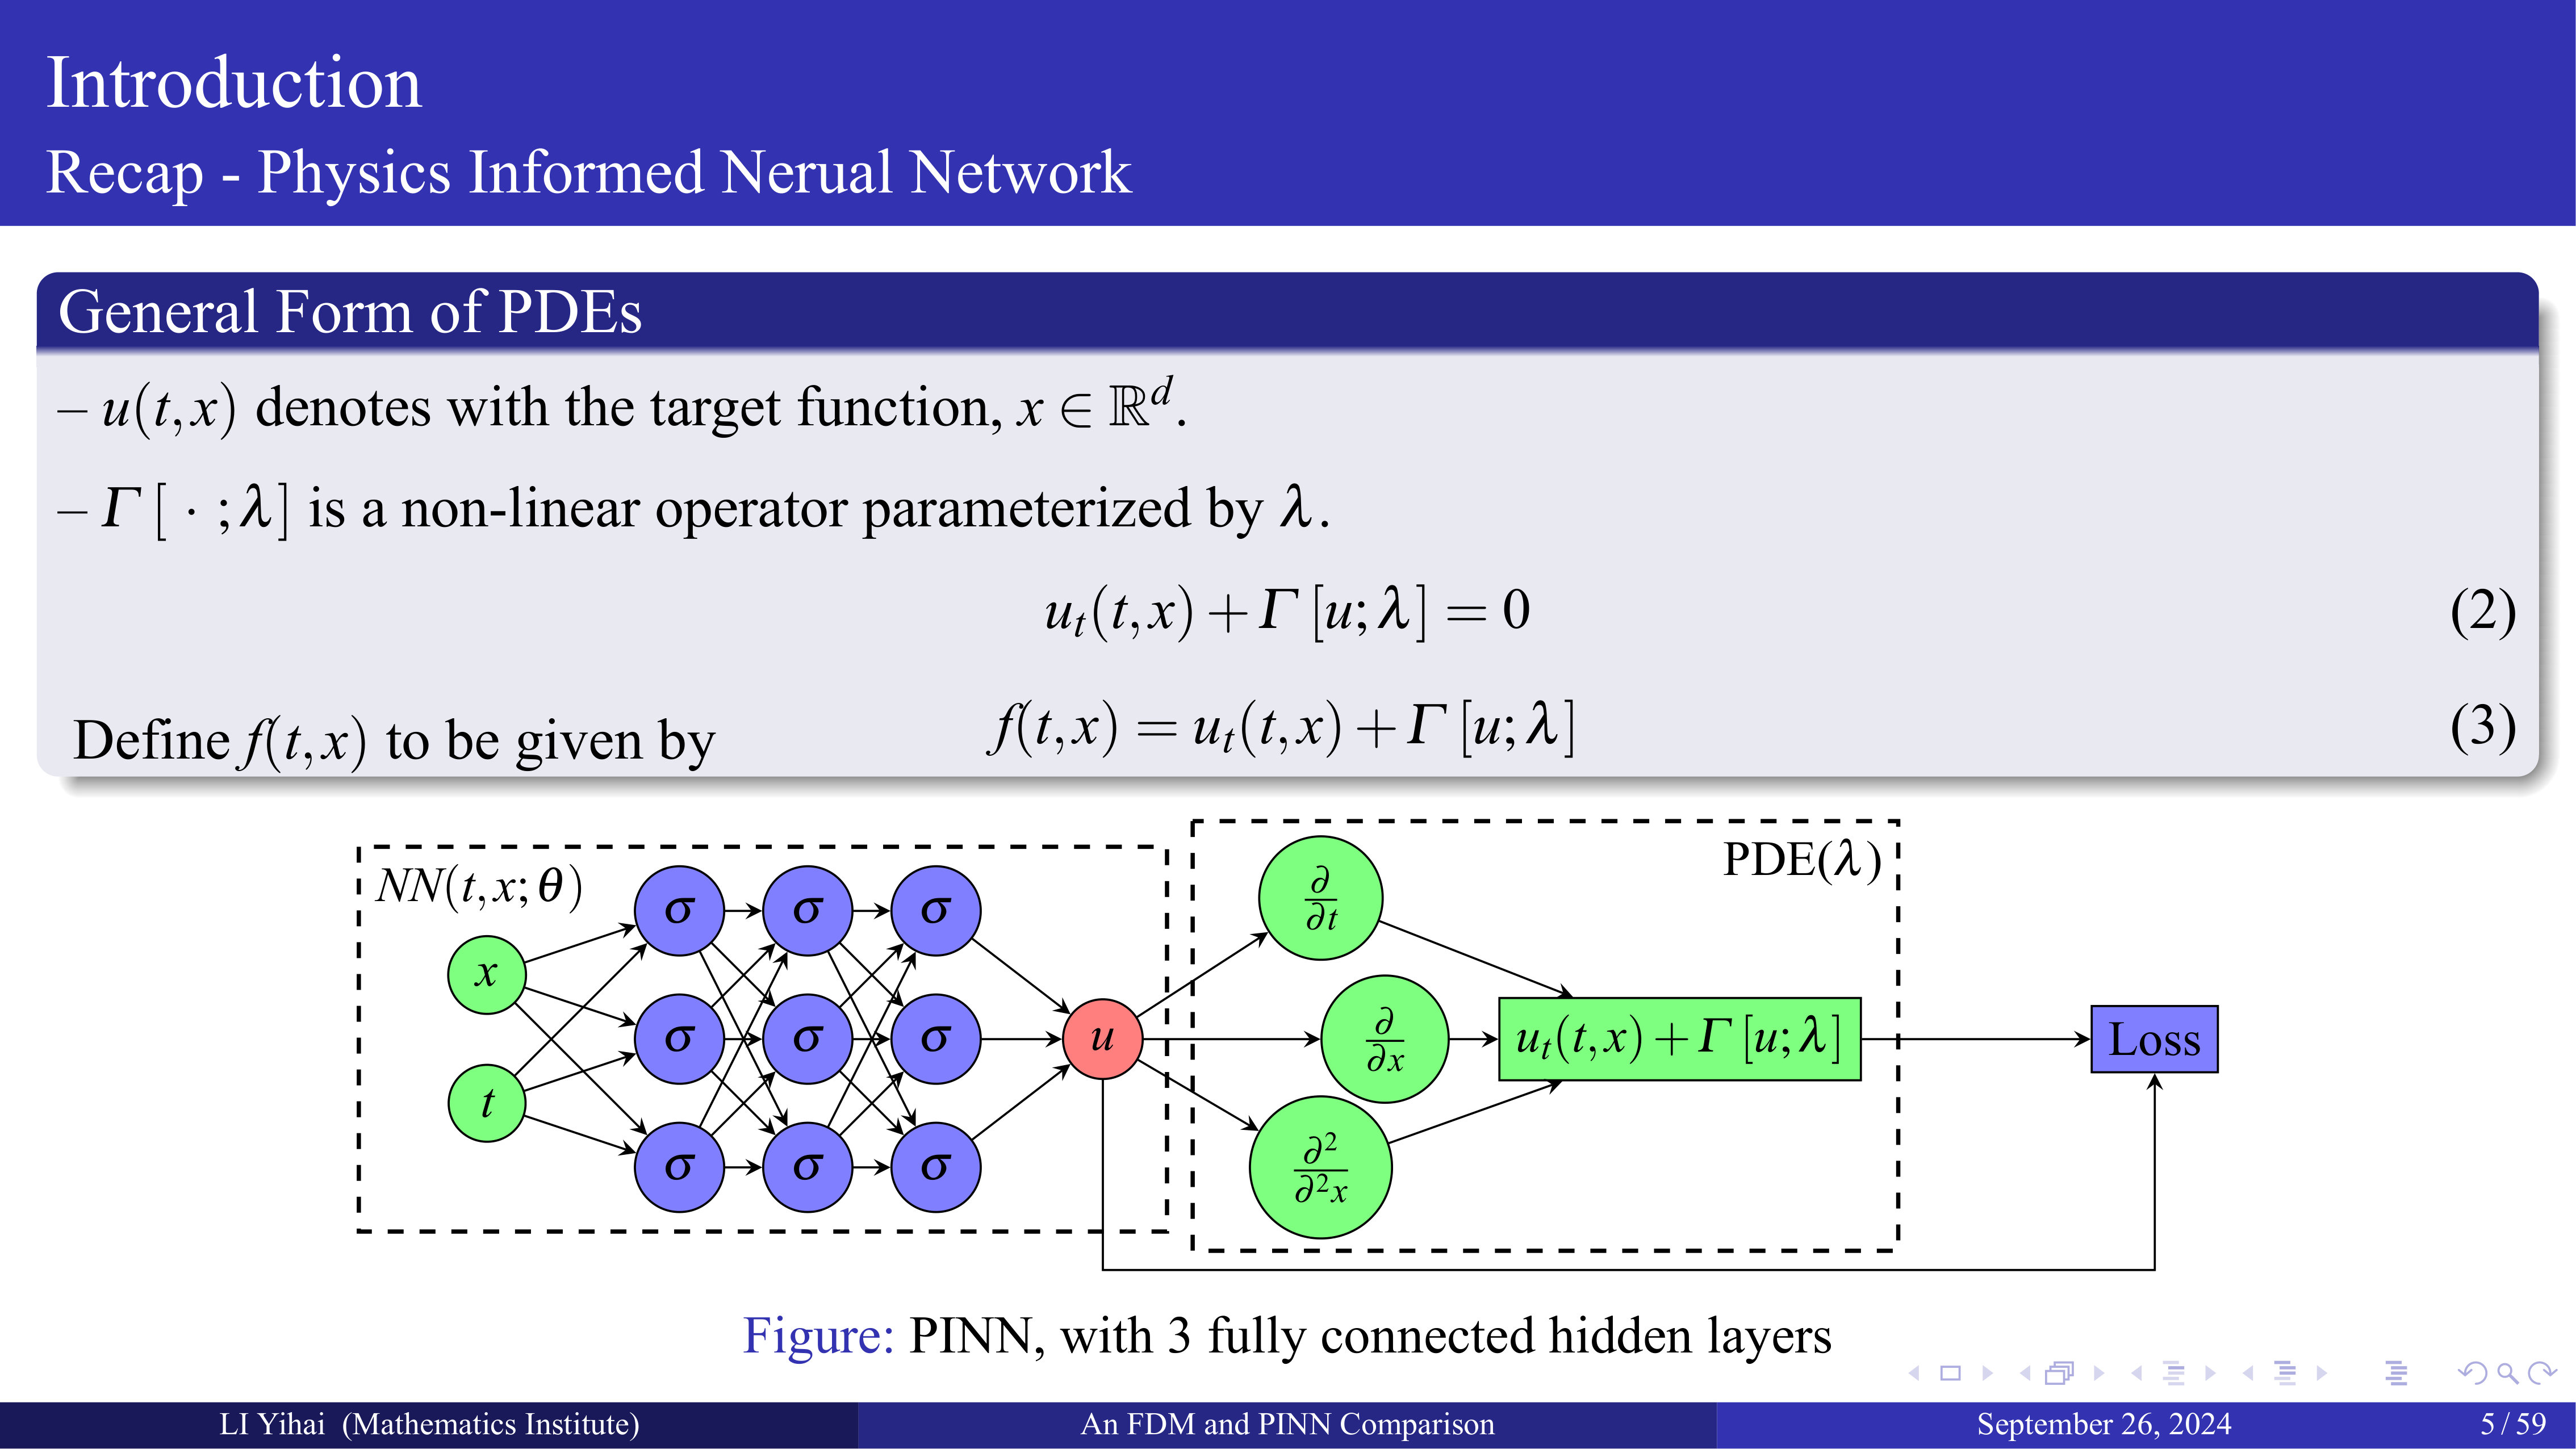 Introduction
Recap - Physics Informed Nerual Network
General Form of PDEs
– u(t,x) denotes with the target function, x ∈ ℝ^d.
– Γ[ · ;λ] is a non-linear operator parameterized by λ.
u_t(t,x) + Γ[u;λ] = 0 (2)
Define f(t,x) to be given by f(t,x) = u_t(t,x) + Γ[u;λ] (3)
NN(t,x;θ)
x
t
σ σ σ
σ σ σ
σ σ σ
u
PDE(λ)
∂/∂t
∂/∂x
∂²/∂²x
u_t(t,x) + Γ[u;λ]
Loss
Figure: PINN, with 3 fully connected hidden layers
LI Yihai (Mathematics Institute) An FDM and PINN Comparison September 26, 2024 5 / 59